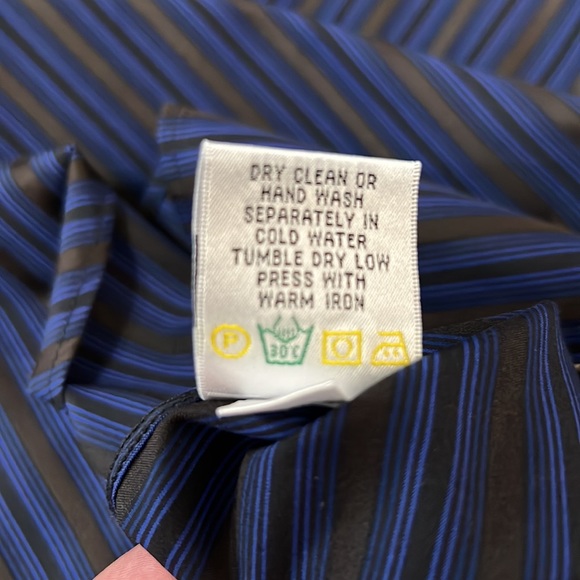 DRY CLEAN OR
HAND WASH
SEPARATELY IN
COLD WATER
TUMBLE DRY LOW
PRESS WITH
WARM IRON
P 30°C